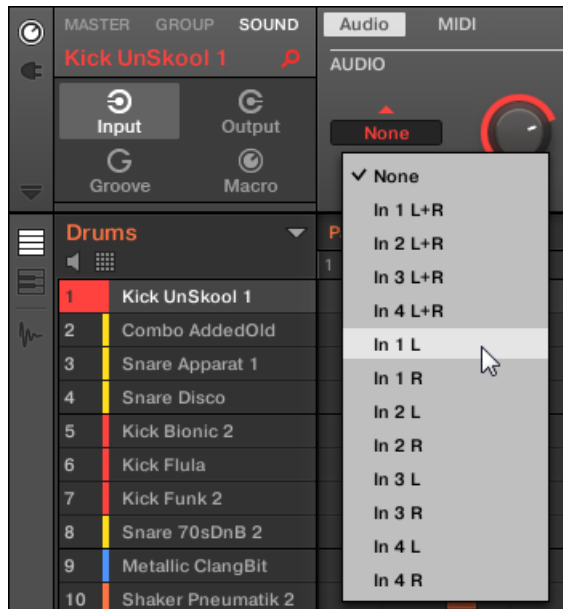 MASTER GROUP SOUND
Kick UnSkool 1
Input Output
Groove Macro
Audio MIDI
AUDIO
None
✓ None
In 1 L+R
In 2 L+R
In 3 L+R
In 4 L+R
In 1 L
In 1 R
In 2 L
In 2 R
In 3 L
In 3 R
In 4 L
In 4 R
Drums
1 Kick UnSkool 1
2 Combo AddedOld
3 Snare Apparat 1
4 Snare Disco
5 Kick Bionic 2
6 Kick Flula
7 Kick Funk 2
8 Snare 70sDnB 2
9 Metallic ClangBit
10 Shaker Pneumatik 2
P
1